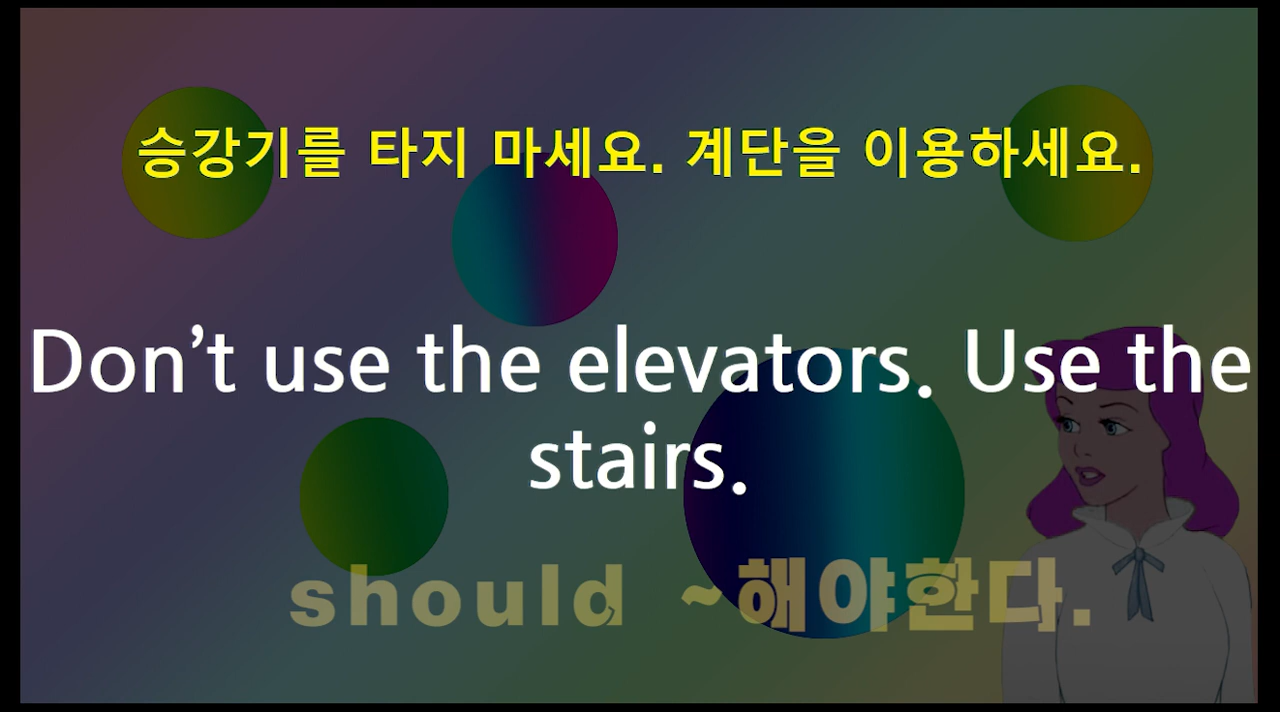 승강기를 타지 마세요. 계단을 이용하세요.
Don’t use the elevators. Use the
stairs.
should ~해야한다.